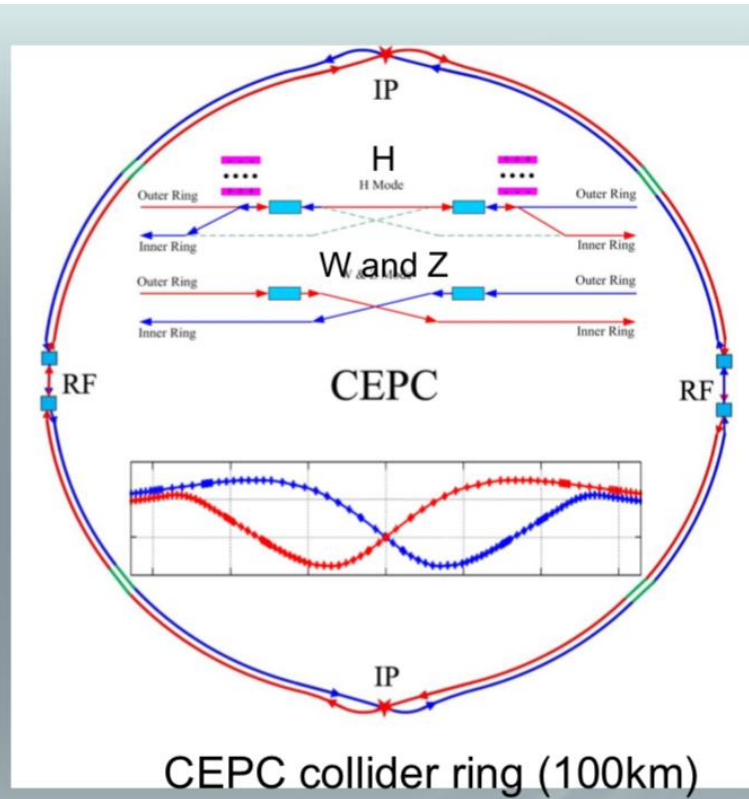 IP
H
H Mode
Outer Ring
Outer Ring
Inner Ring
Inner Ring
W and Z
Outer Ring
Outer Ring
Inner Ring
Inner Ring
RF
CEPC
RF
IP
CEPC collider ring (100km)